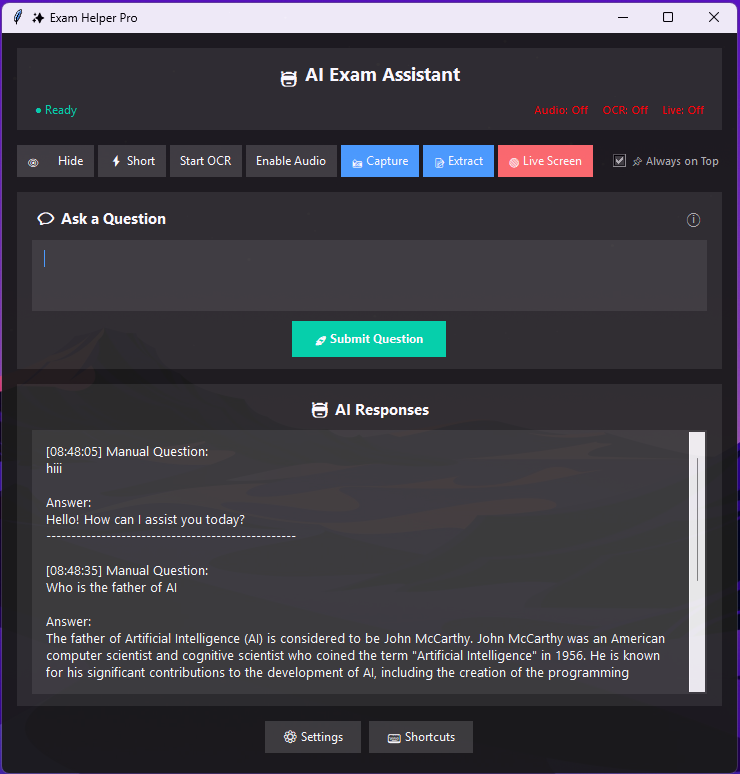 Exam Helper Pro
AI Exam Assistant
Ready
Audio: Off OCR: Off Live: Off
Hide Short Start OCR Enable Audio Capture Extract Live Screen Always on Top
Ask a Question
Submit Question
AI Responses
[08:48:05] Manual Question:
hiii
Answer:
Hello! How can I assist you today?
--------------------------------------------------
[08:48:35] Manual Question:
Who is the father of AI
Answer:
The father of Artificial Intelligence (AI) is considered to be John McCarthy. John McCarthy was an American
computer scientist and cognitive scientist who coined the term "Artificial Intelligence" in 1956. He is known
for his significant contributions to the development of AI, including the creation of the programming
Settings Shortcuts